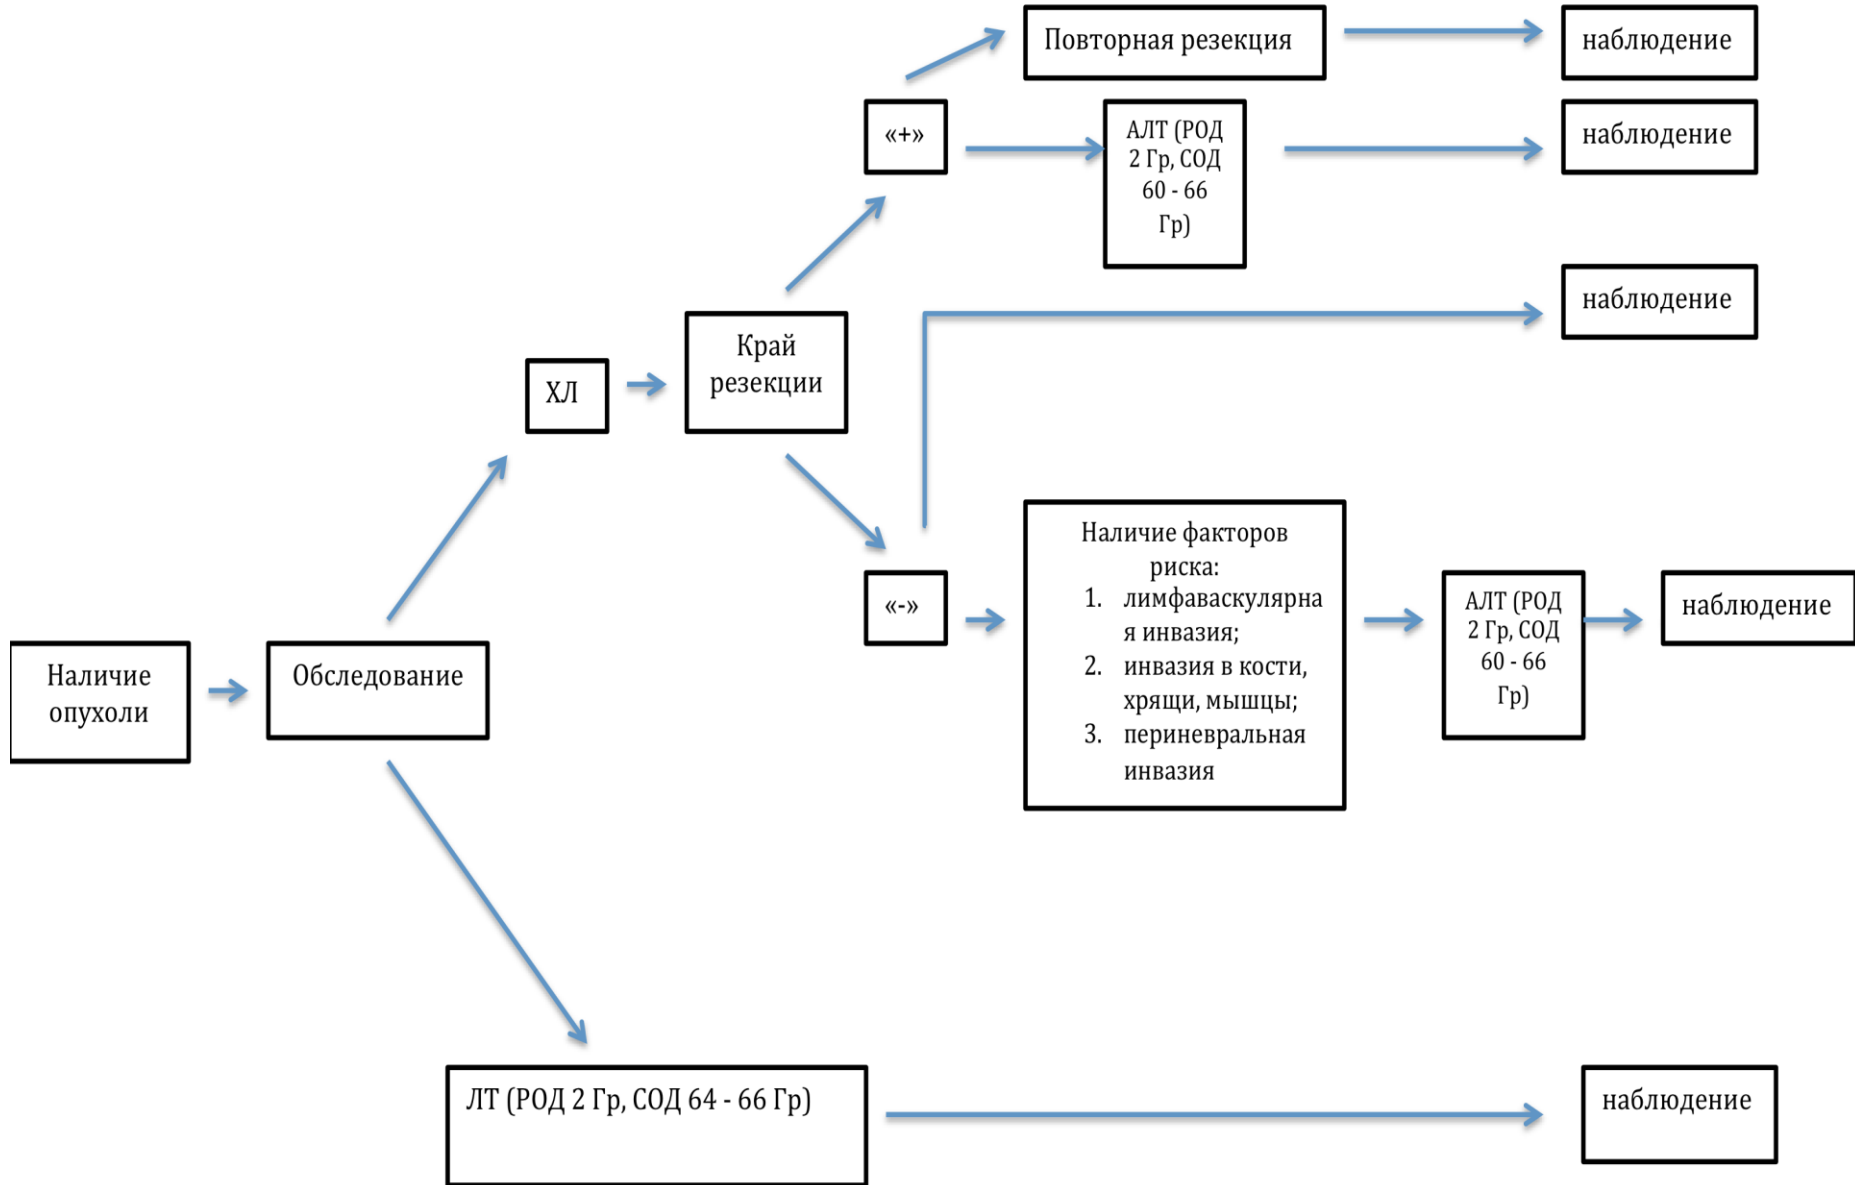 Повторная резекция
наблюдение
«+»
АЛТ (РОД
2 Гр, СОД
60 - 66
Гр)
наблюдение
наблюдение
Край
резекции
ХЛ
Наличие факторов
риска:
1. лимфаваскулярна
я инвазия;
2. инвазия в кости,
хрящи, мышцы;
3. периневральная
инвазия
«-»
АЛТ (РОД
2 Гр, СОД
60 - 66
Гр)
наблюдение
Наличие
опухоли
Обследование
ЛТ (РОД 2 Гр, СОД 64 - 66 Гр)
наблюдение